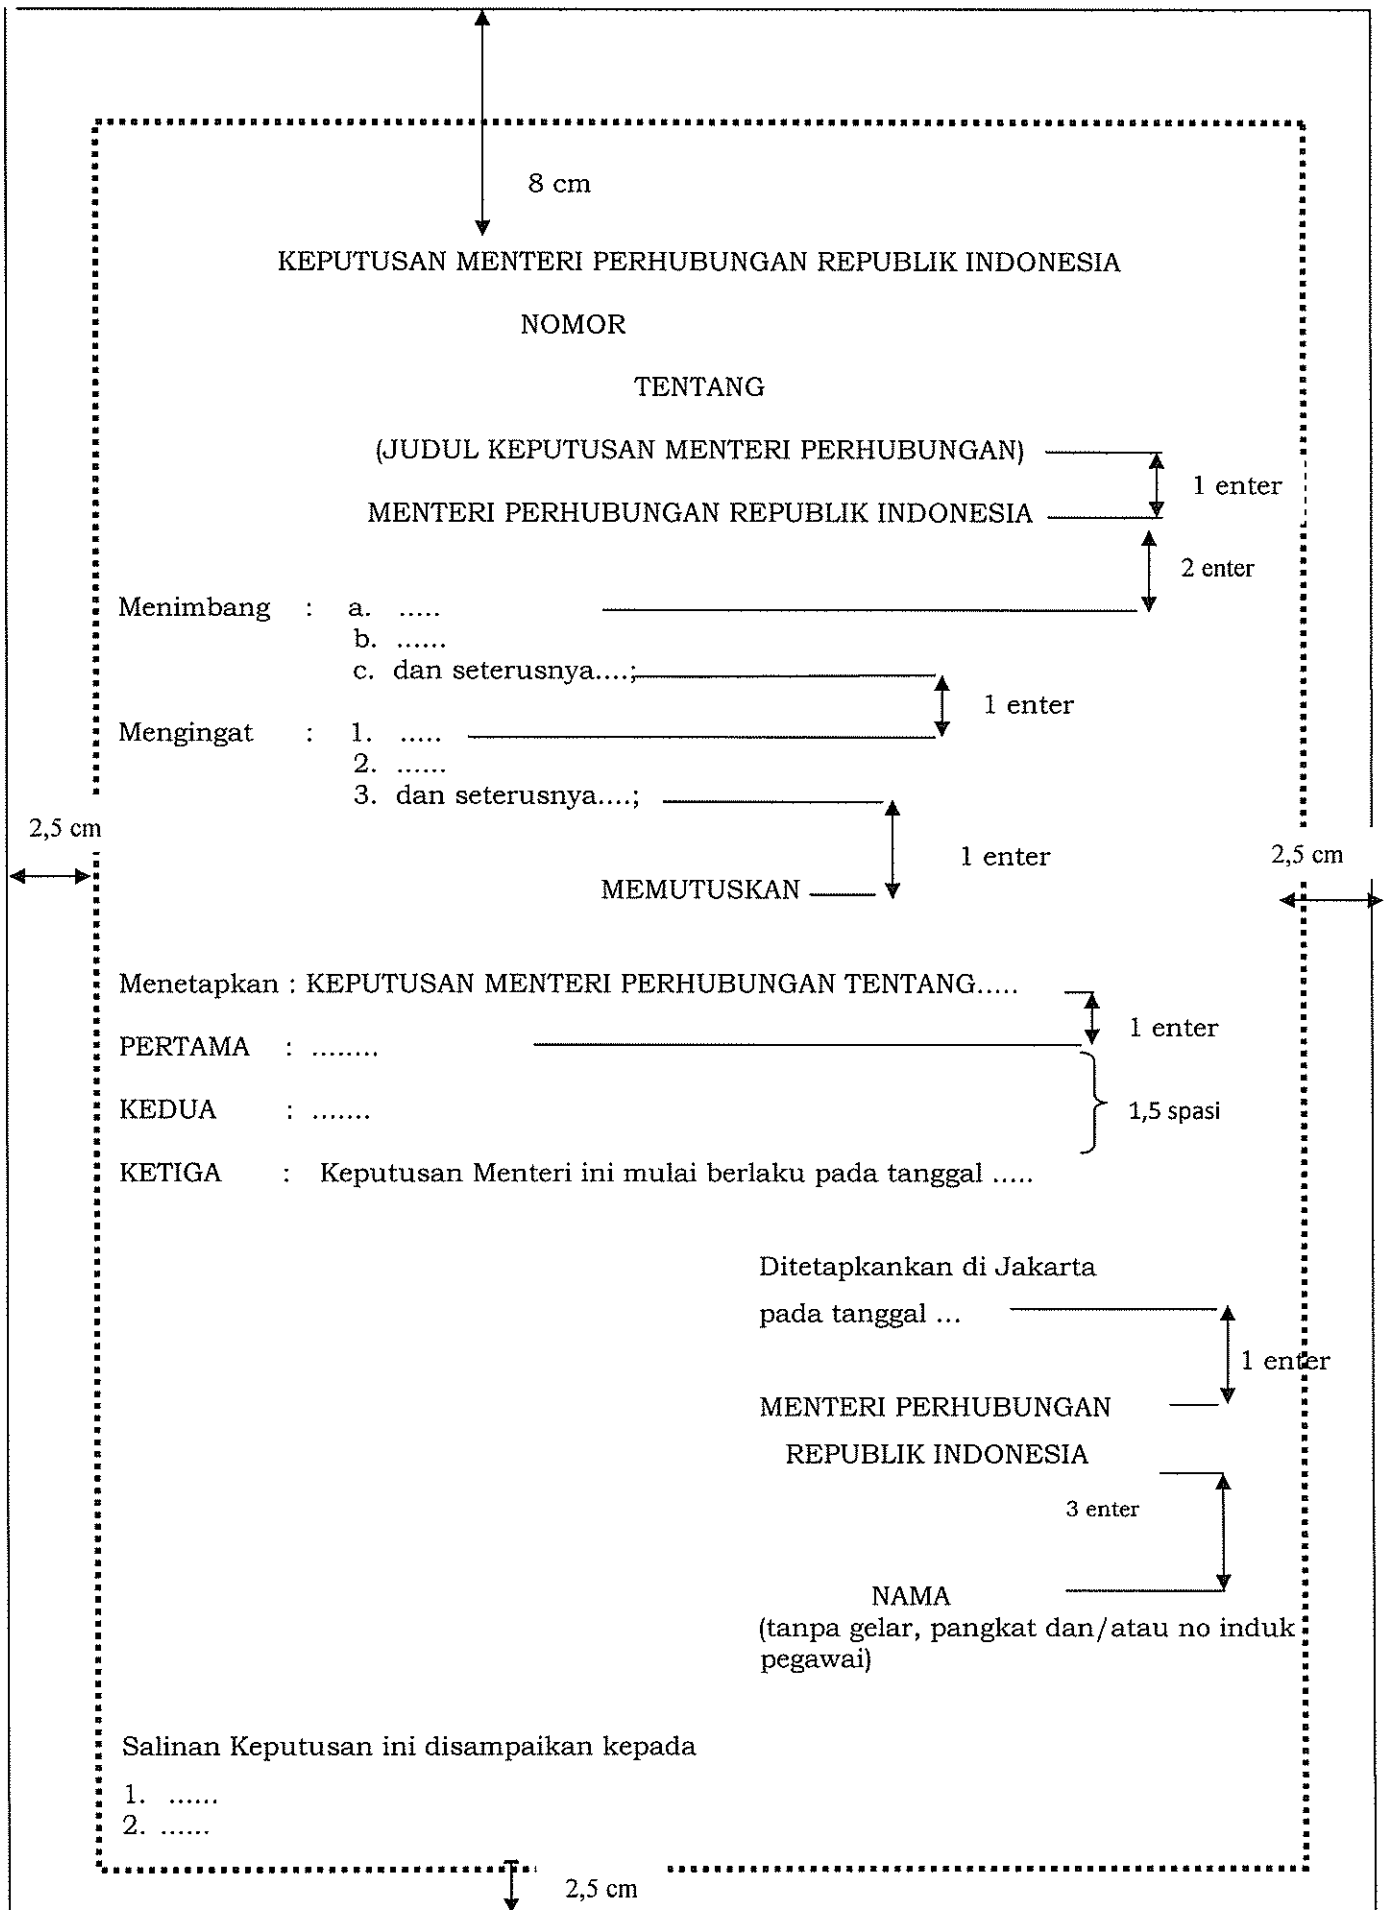 8 cm
KEPUTUSAN MENTERI PERHUBUNGAN REPUBLIK INDONESIA
NOMOR
TENTANG
(JUDUL KEPUTUSAN MENTERI PERHUBUNGAN)
1 enter
MENTERI PERHUBUNGAN REPUBLIK INDONESIA
2 enter
Menimbang : a. .....
b. ......
c. dan seterusnya....;
1 enter
Mengingat : 1. .....
2. ......
3. dan seterusnya....;
2,5 cm
1 enter
2,5 cm
MEMUTUSKAN
Menetapkan : KEPUTUSAN MENTERI PERHUBUNGAN TENTANG.....
1 enter
PERTAMA : ........
KEDUA : .......
1,5 spasi
KETIGA : Keputusan Menteri ini mulai berlaku pada tanggal .....
Ditetapkankan di Jakarta
pada tanggal ...
1 enter
MENTERI PERHUBUNGAN
REPUBLIK INDONESIA
3 enter
NAMA
(tanpa gelar, pangkat dan/atau no induk
pegawai)
Salinan Keputusan ini disampaikan kepada
1. ......
2. ......
2,5 cm